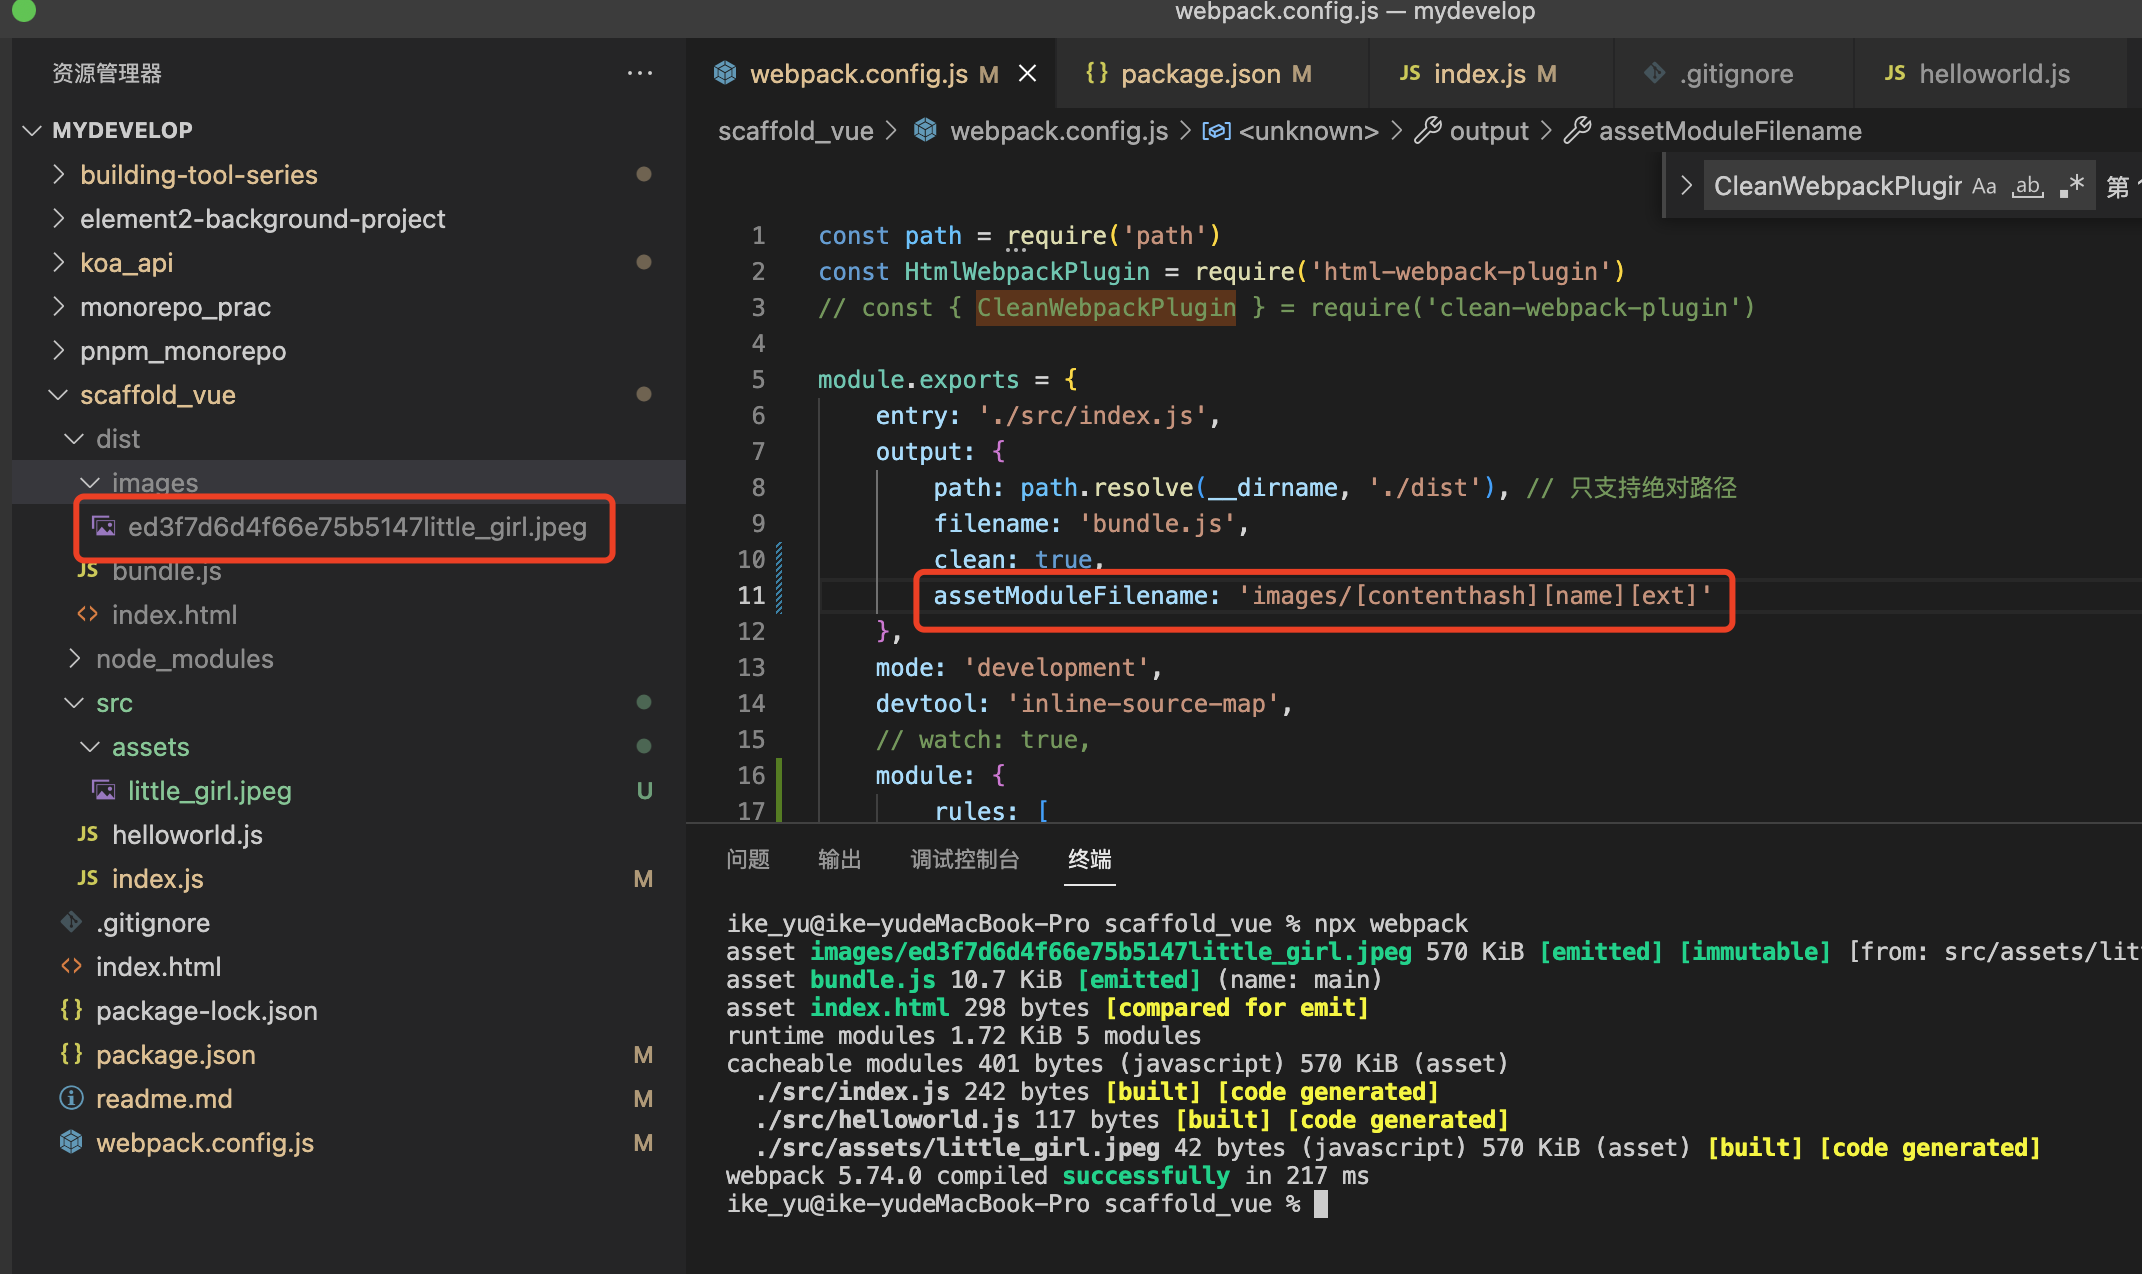 webpack.config.js — mydevelop
资源管理器
MYDEVELOP
building-tool-series
element2-background-project
koa_api
monorepo_prac
pnpm_monorepo
scaffold_vue
dist
images
ed3f7d6d4f66e75b5147little_girl.jpeg
JS bundle.js
<> index.html
node_modules
src
assets
little_girl.jpeg U
JS helloworld.js
JS index.js M
.gitignore
<> index.html
{} package-lock.json
{} package.json M
readme.md M
webpack.config.js M
webpack.config.js M
{} package.json M
JS index.js M
.gitignore
JS helloworld.js
scaffold_vue > webpack.config.js > <unknown> > output > assetModuleFilename
CleanWebpackPlugin Aa ab .* 第
1 const path = require('path')
2 const HtmlWebpackPlugin = require('html-webpack-plugin')
3 // const { CleanWebpackPlugin } = require('clean-webpack-plugin')
4
5 module.exports = {
6 entry: './src/index.js',
7 output: {
8 path: path.resolve(__dirname, './dist'), // 只支持绝对路径
9 filename: 'bundle.js',
10 clean: true,
11 assetModuleFilename: 'images/[contenthash][name][ext]'
12 },
13 mode: 'development',
14 devtool: 'inline-source-map',
15 // watch: true,
16 module: {
17 rules: [
问题 输出 调试控制台 终端
ike_yu@ike-yudeMacBook-Pro scaffold_vue % npx webpack
asset images/ed3f7d6d4f66e75b5147little_girl.jpeg 570 KiB [emitted] [immutable] [from: src/assets/lit
asset bundle.js 10.7 KiB [emitted] (name: main)
asset index.html 298 bytes [compared for emit]
runtime modules 1.72 KiB 5 modules
cacheable modules 401 bytes (javascript) 570 KiB (asset)
./src/index.js 242 bytes [built] [code generated]
./src/helloworld.js 117 bytes [built] [code generated]
./src/assets/little_girl.jpeg 42 bytes (javascript) 570 KiB (asset) [built] [code generated]
webpack 5.74.0 compiled successfully in 217 ms
ike_yu@ike-yudeMacBook-Pro scaffold_vue %